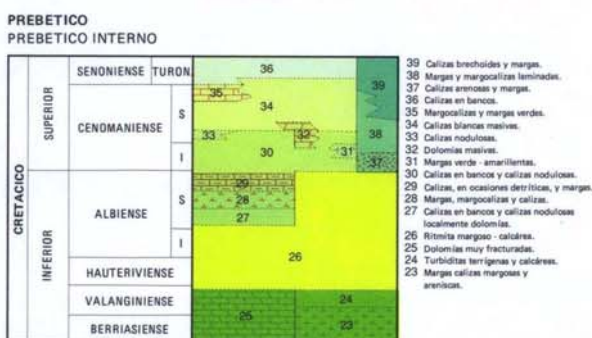 PREBETICO
PREBETICO INTERNO
CRETACICO
SUPERIOR
INFERIOR
SENONIENSE TURON.
CENOMANIENSE
S
I
ALBIENSE
S
I
HAUTERIVIENSE
VALANGINIENSE
BERRIASIENSE
36
35
39
34
33
32
38
30
31
37
29
28
27
26
24
25
23
39 Calizas brechoides y margas.
38 Margas y margocalizas laminadas.
37 Calizas arenosas y margas.
36 Calizas en bancos.
35 Margocalizas y margas verdes.
34 Calizas blancas masivas.
33 Calizas nodulosas.
32 Dolomias masivas.
31 Margas verde - amarillentas.
30 Calizas en bancos y calizas nodulosas.
29 Calizas, en ocasiones detríticas, y margas.
28 Margas, margocalizas y calizas.
27 Calizas en bancos y calizas nodulosas
localmente dolomias.
26 Ritmita margoso - calcárea.
25 Dolomias muy fracturadas.
24 Turbiditas terrígenas y calcáreas.
23 Margas calizas margosas y
areniscas.